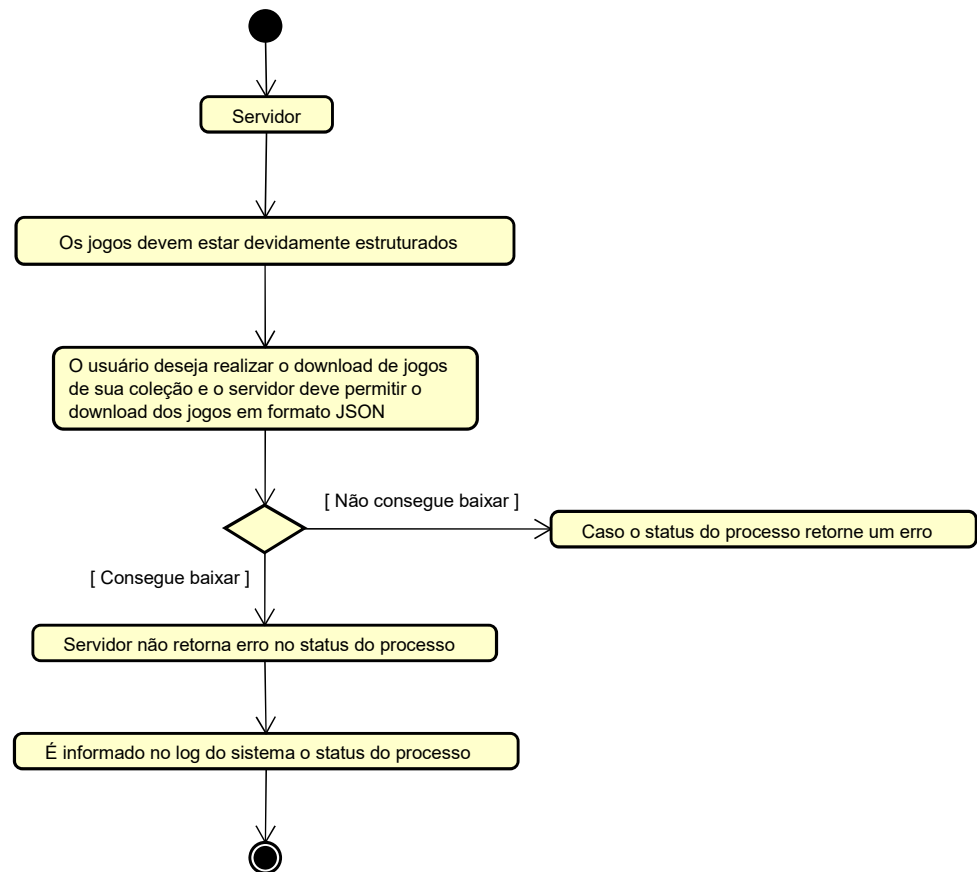 Servidor
Os jogos devem estar devidamente estruturados
O usuário deseja realizar o download de jogos
de sua coleção e o servidor deve permitir o
download dos jogos em formato JSON
[ Não consegue baixar ]
Caso o status do processo retorne um erro
[ Consegue baixar ]
Servidor não retorna erro no status do processo
É informado no log do sistema o status do processo